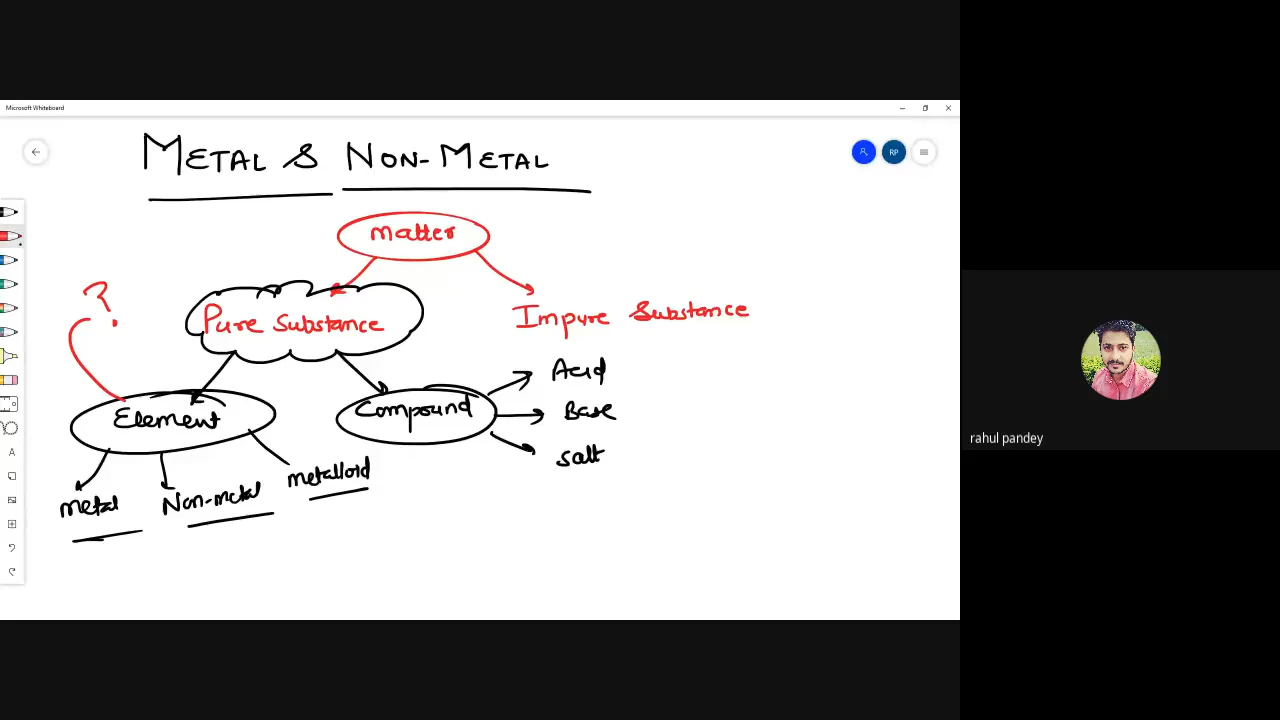 Microsoft Whiteboard
METAL & NON-METAL
RP
matter
?
Pure Substance
Impure Substance
Acid
Element
Compound
Base
Salt
metal
Non-metal
metalloid
A
rahul pandey